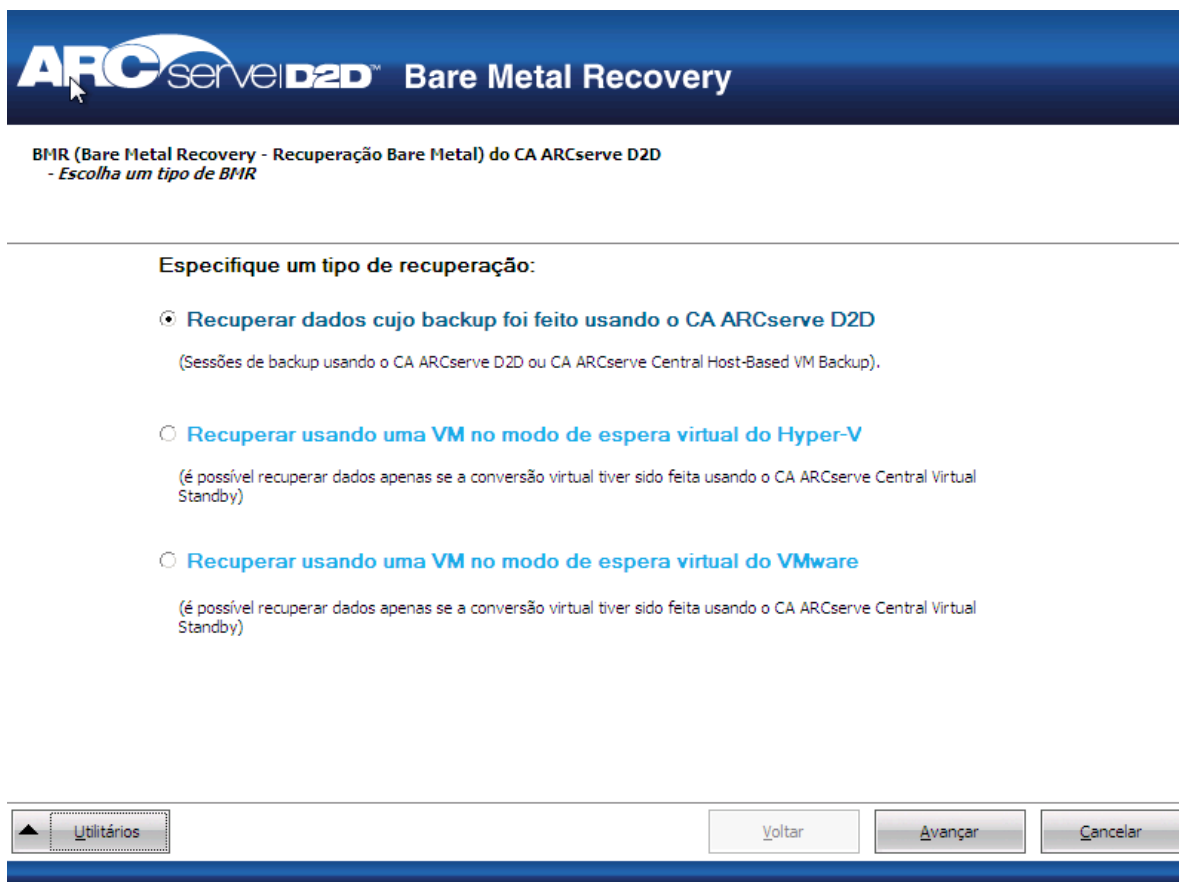 ARCserve D2D™ Bare Metal Recovery
BMR (Bare Metal Recovery - Recuperação Bare Metal) do CA ARCserve D2D
- Escolha um tipo de BMR
Especifique um tipo de recuperação:
Recuperar dados cujo backup foi feito usando o CA ARCserve D2D
(Sessões de backup usando o CA ARCserve D2D ou CA ARCserve Central Host-Based VM Backup).
Recuperar usando uma VM no modo de espera virtual do Hyper-V
(é possível recuperar dados apenas se a conversão virtual tiver sido feita usando o CA ARCserve Central Virtual
Standby)
Recuperar usando uma VM no modo de espera virtual do VMware
(é possível recuperar dados apenas se a conversão virtual tiver sido feita usando o CA ARCserve Central Virtual
Standby)
Utilitários Voltar Avançar Cancelar